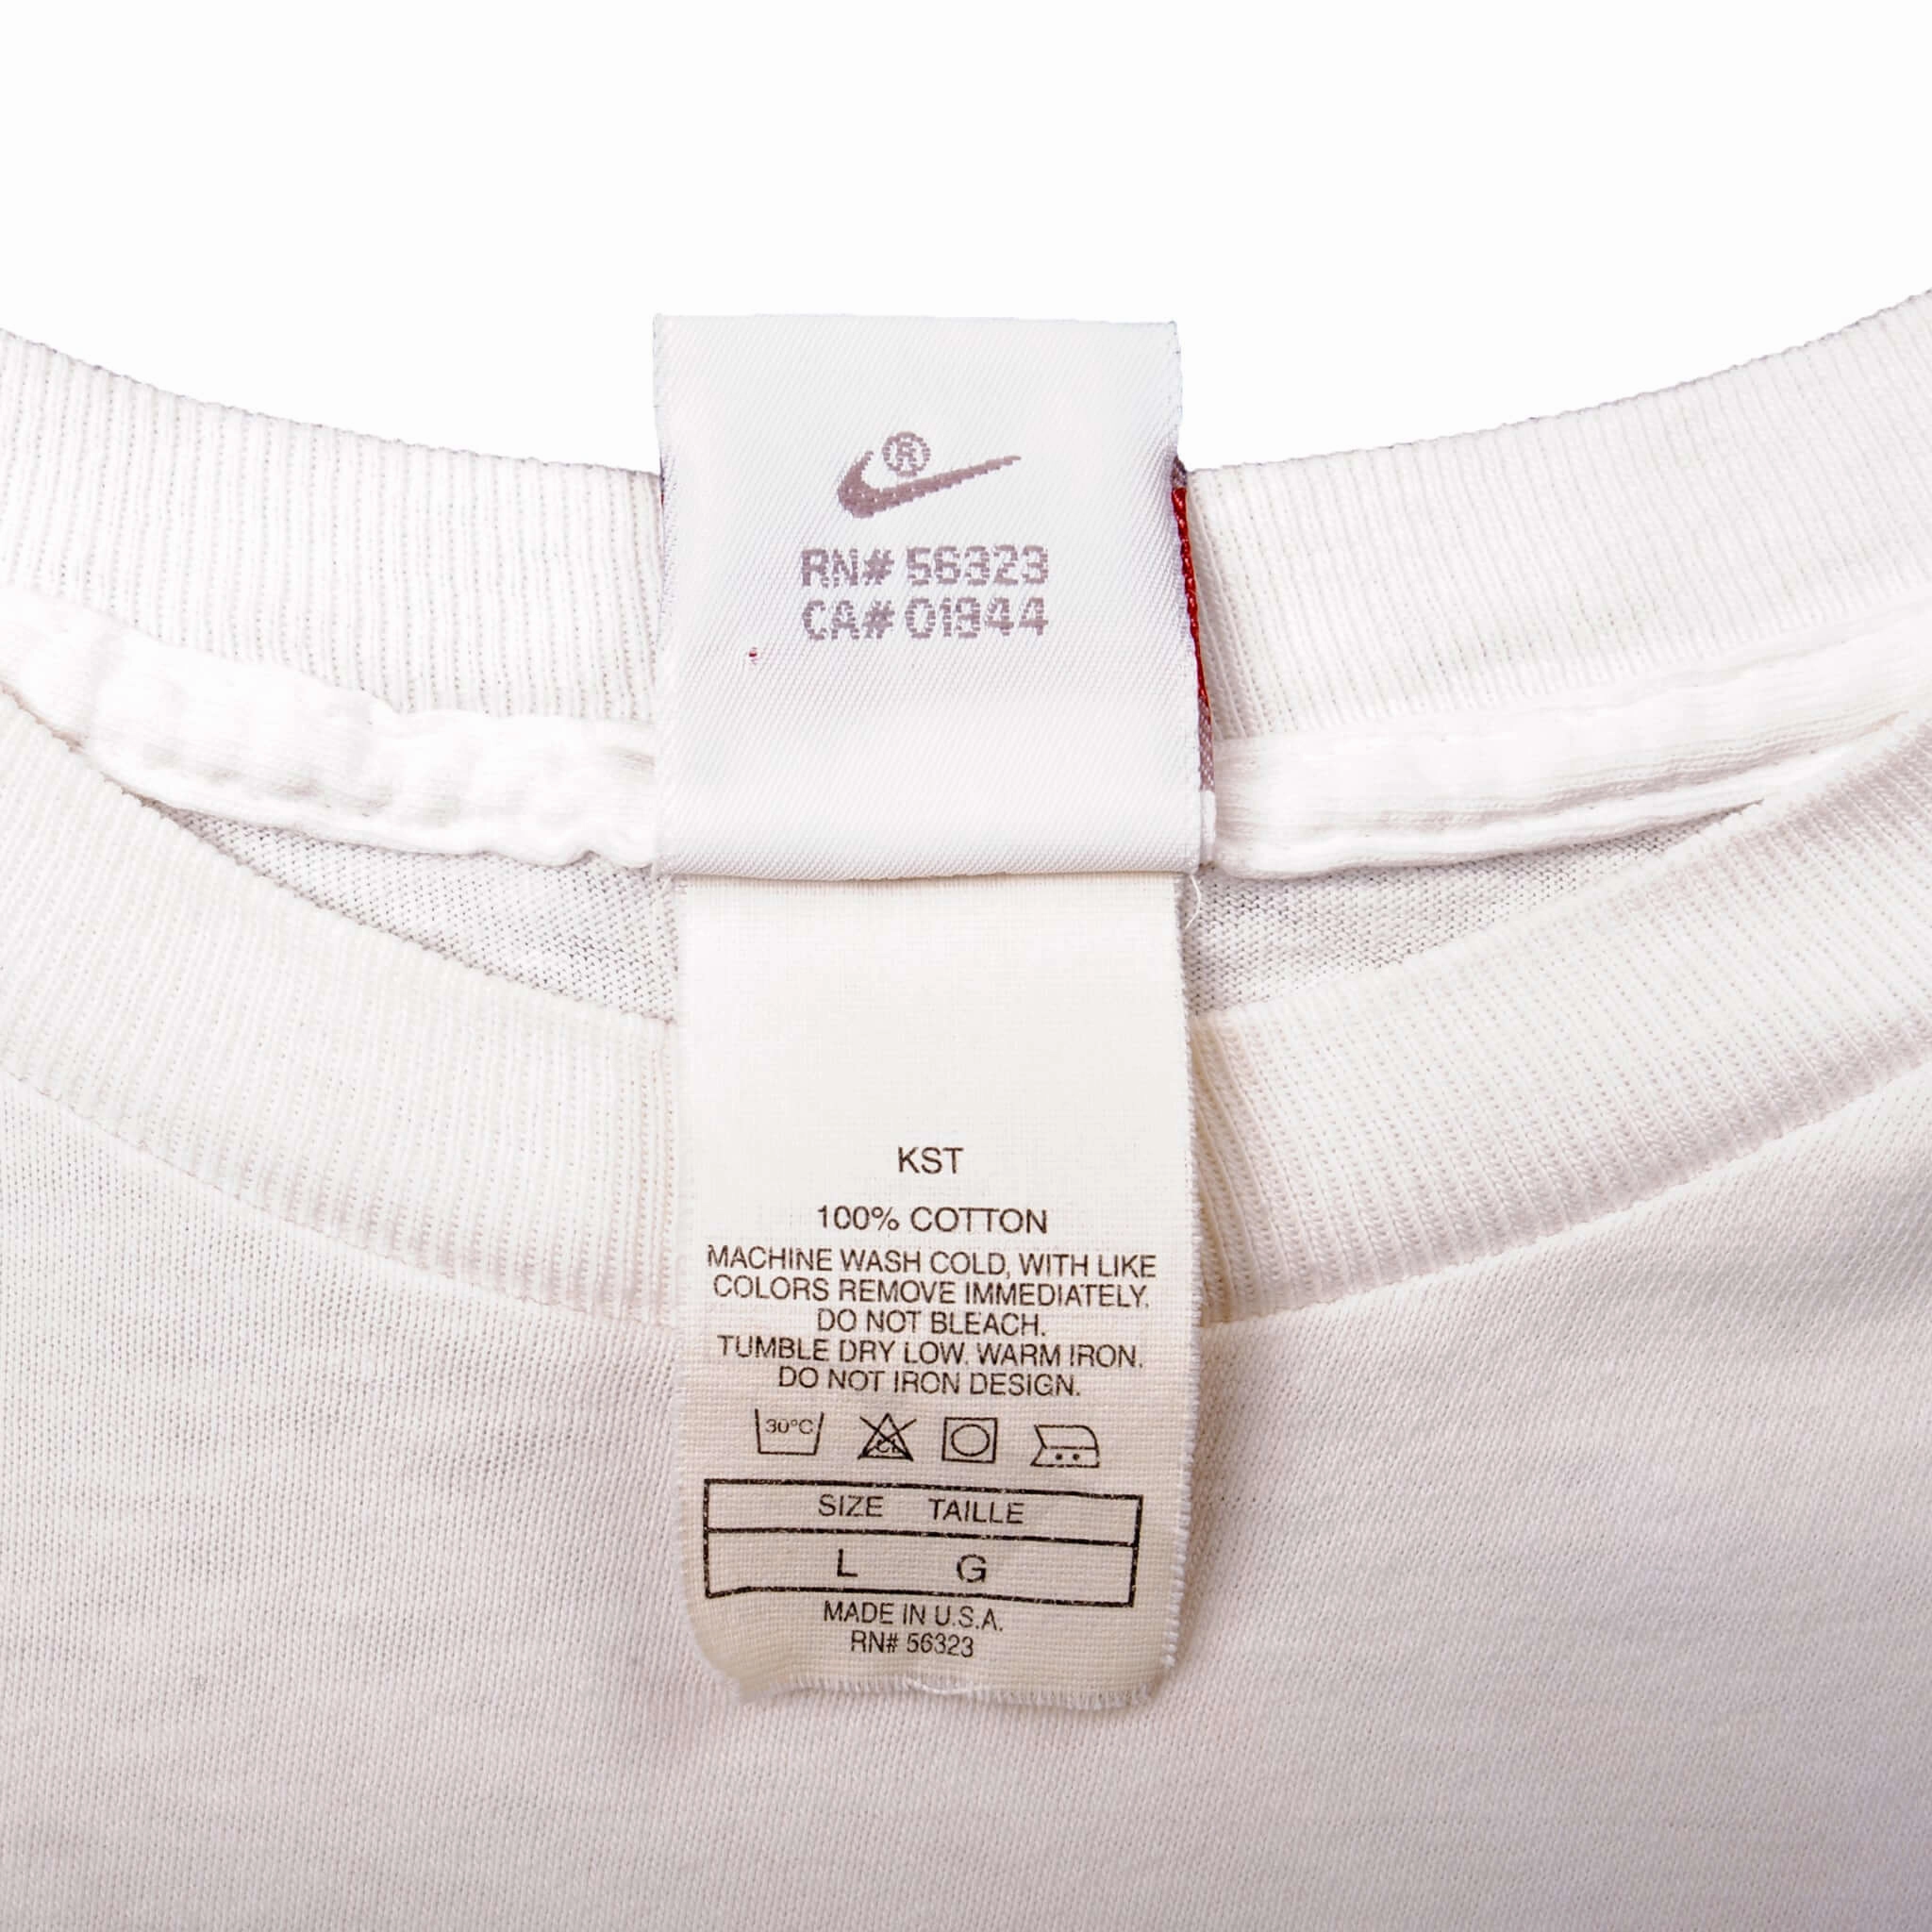 ®
RN# 56323
CA# 01944
KST
100% COTTON
MACHINE WASH COLD, WITH LIKE
COLORS REMOVE IMMEDIATELY.
DO NOT BLEACH.
TUMBLE DRY LOW. WARM IRON.
DO NOT IRON DESIGN.
30°C CL
SIZE TAILLE
L G
MADE IN U.S.A.
RN# 56323